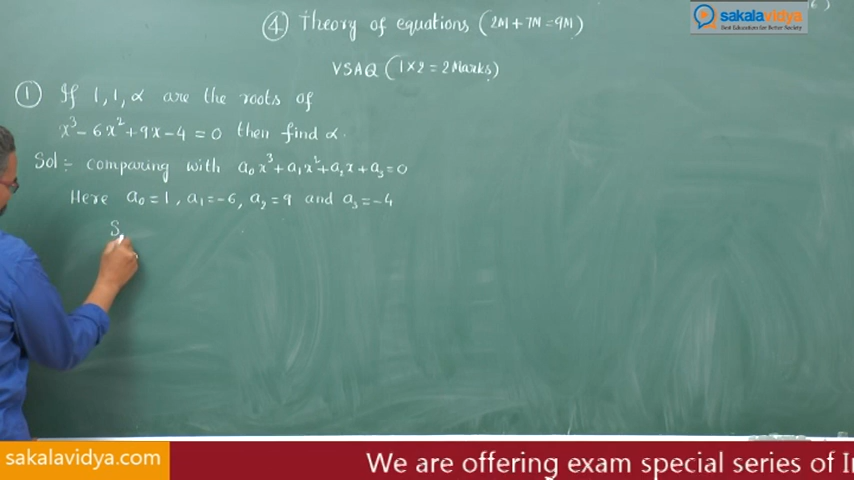 ④ Theory of equations (2M + 7M = 9M)
sakalavidya
VSAQ (1 × 2 = 2 Marks)
① If 1, 1, α are the roots of
x³ - 6x² + 9x - 4 = 0 then find α.
Sol :- comparing with a₀x³ + a₁x² + a₂x + a₃ = 0
Here a₀ = 1, a₁ = -6, a₂ = 9 and a₃ = -4
S
sakalavidya.com
We are offering exam special series of I